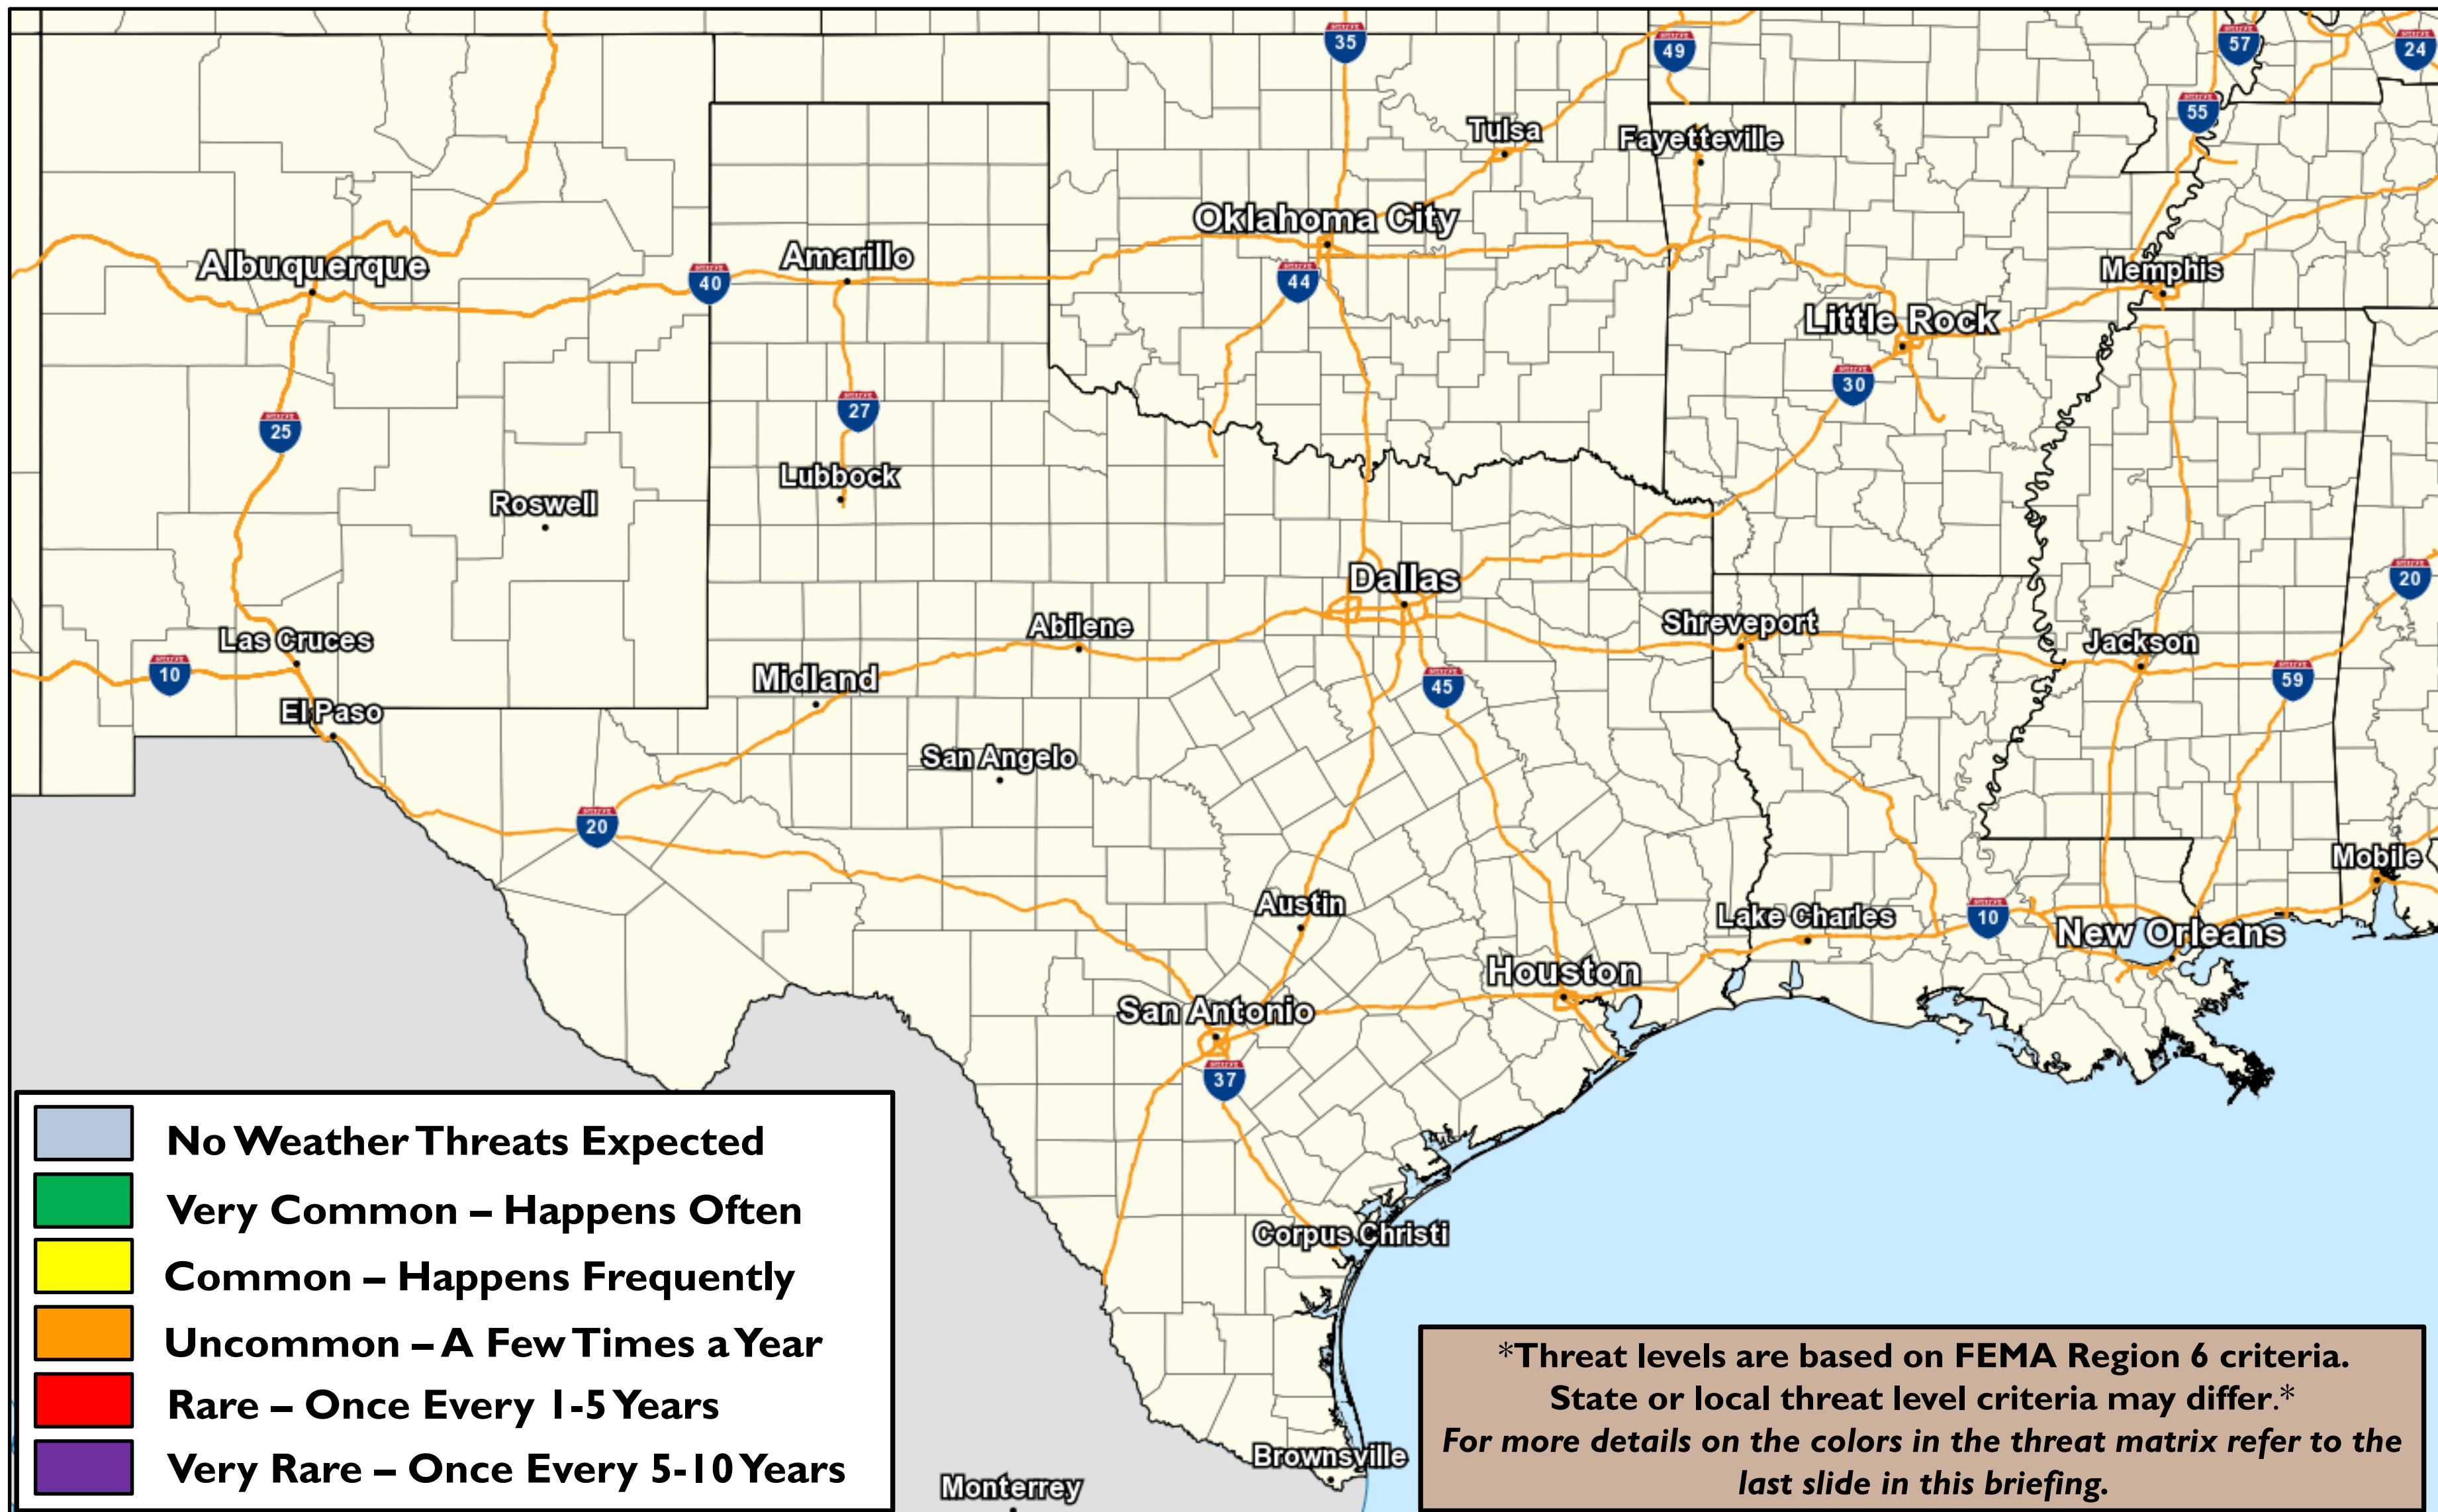 35
49
57
24
55
Tulsa
Fayetteville
Oklahoma City
Albuquerque
40
Amarillo
44
Memphis
Little Rock
30
25
27
Lubbock
Roswell
Dallas
20
Las Cruces
Abilene
Shreveport
Jackson
10
Midland
45
59
El Paso
San Angelo
20
Mobile
Austin
Lake Charles
10
New Orleans
Houston
San Antonio
37
Corpus Christi
Brownsville
Monterrey
No Weather Threats Expected
Very Common – Happens Often
Common – Happens Frequently
Uncommon – A Few Times a Year
Rare – Once Every 1-5 Years
Very Rare – Once Every 5-10 Years
*Threat levels are based on FEMA Region 6 criteria.
State or local threat level criteria may differ.*
For more details on the colors in the threat matrix refer to the
last slide in this briefing.